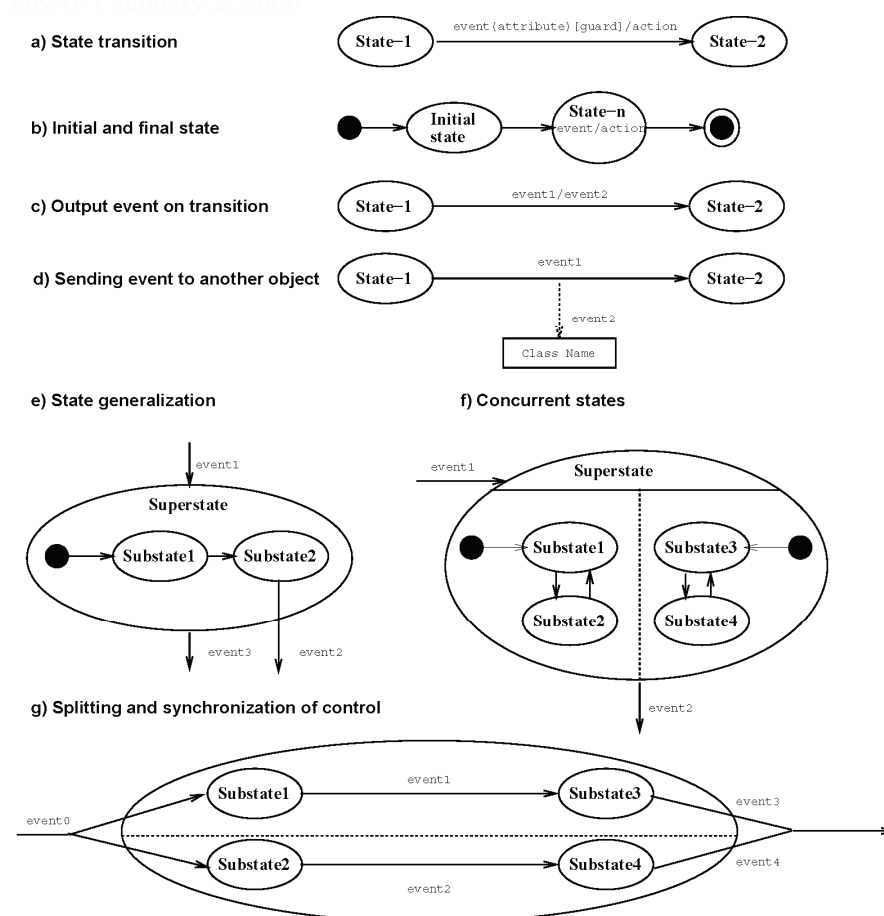 a) State transition
event(attribute)[guard]/action
State−1
State−2
b) Initial and final state
Initial
state
State−n
event/action
c) Output event on transition
event1/event2
State−1
State−2
d) Sending event to another object
event1
State−1
State−2
event2
Class Name
e) State generalization
event1
Superstate
Substate1
Substate2
event3
event2
f) Concurrent states
event1
Superstate
Substate1
Substate3
Substate2
Substate4
event2
g) Splitting and synchronization of control
event0
Substate1
event1
Substate3
event3
Substate2
event2
Substate4
event4